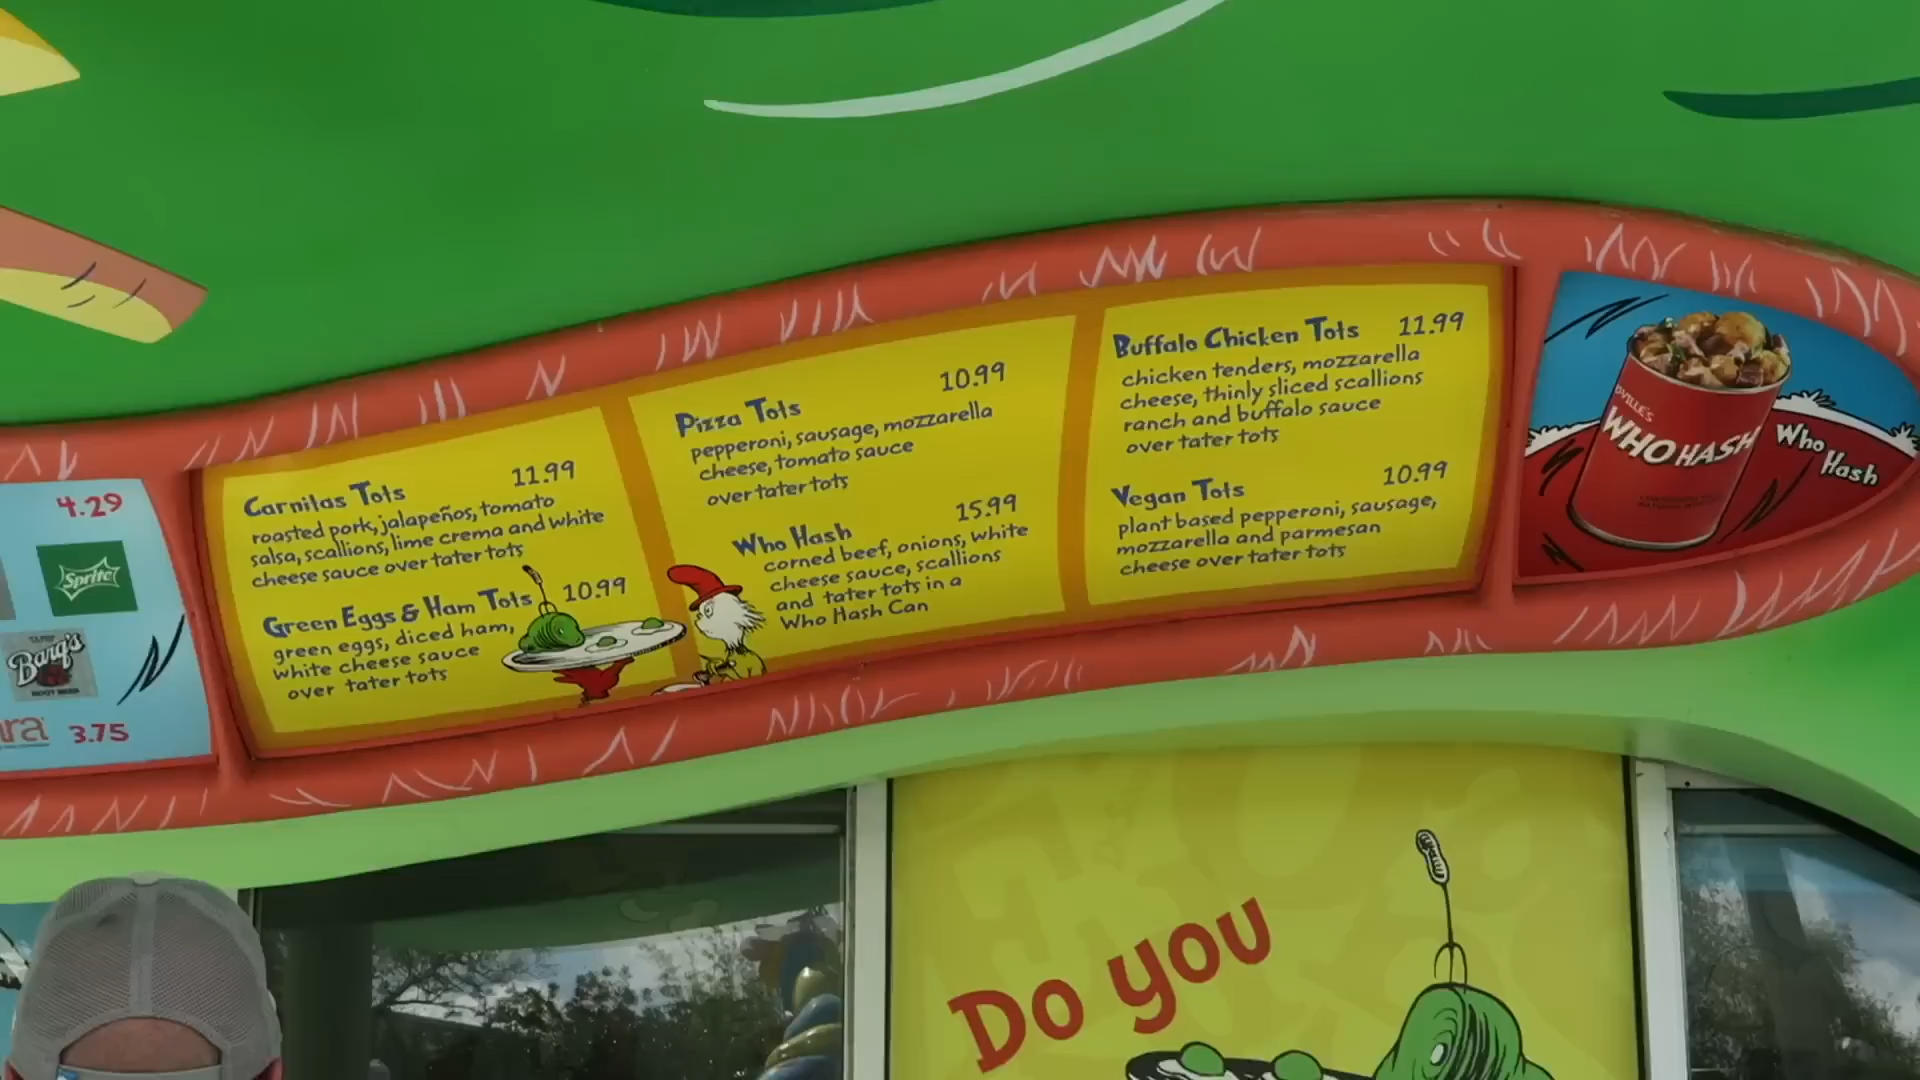 4.29
Sprite
Barq's
ROOT BEER
3.75
Carnitas Tots 11.99
roasted pork, jalapeños, tomato
salsa, scallions, lime crema and white
cheese sauce over tater tots
Green Eggs & Ham Tots 10.99
green eggs, diced ham,
white cheese sauce
over tater tots
Pizza Tots 10.99
pepperoni, sausage, mozzarella
cheese, tomato sauce
over tater tots
Who Hash 15.99
corned beef, onions, white
cheese sauce, scallions
and tater tots in a
Who Hash Can
Buffalo Chicken Tots 11.99
chicken tenders, mozzarella
cheese, thinly sliced scallions
ranch and buffalo sauce
over tater tots
Vegan Tots 10.99
plant based pepperoni, sausage,
mozzarella and parmesan
cheese over tater tots
WHO HASH
Who
Hash
Do you